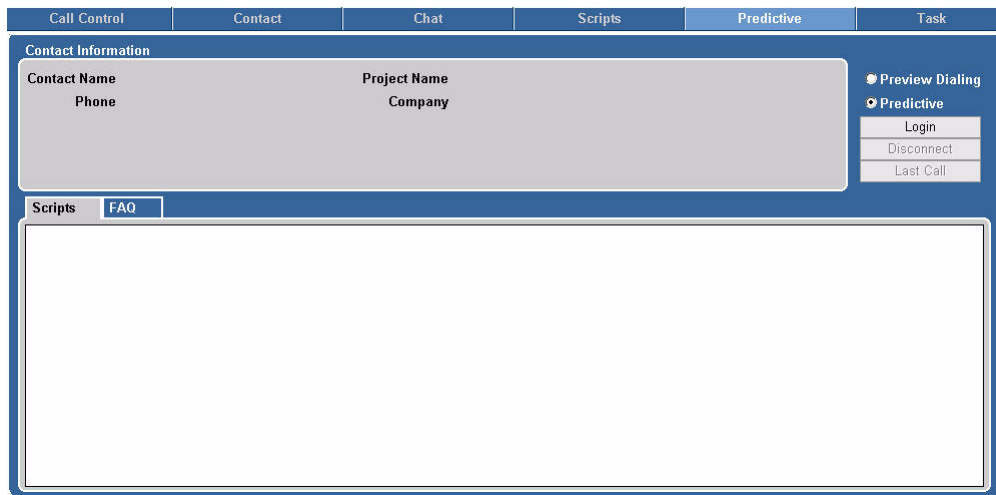 Call Control Contact Chat Scripts Predictive Task
Contact Information
Contact Name Project Name
Phone Company
Preview Dialing
Predictive
Login
Disconnect
Last Call
Scripts FAQ